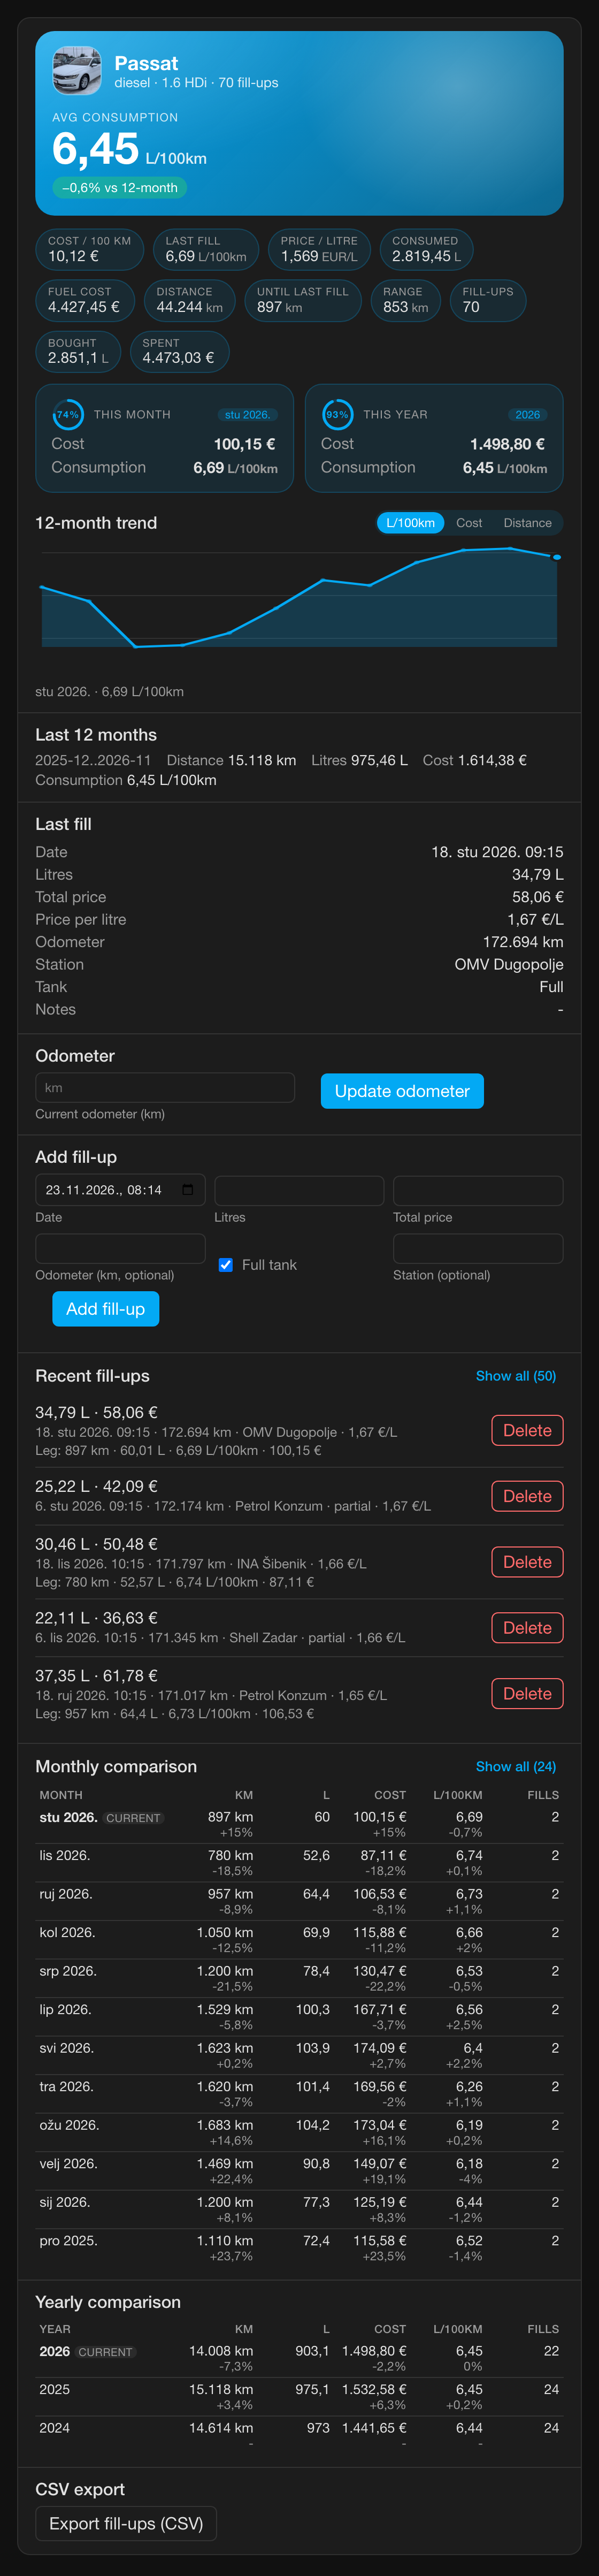 Passat
diesel · 1.6 HDi · 70 fill-ups
AVG CONSUMPTION
6,45 L/100km
−0,6% vs 12-month
COST / 100 KM
10,12 €
LAST FILL
6,69 L/100km
PRICE / LITRE
1,569 EUR/L
CONSUMED
2.819,45 L
FUEL COST
4.427,45 €
DISTANCE
44.244 km
UNTIL LAST FILL
897 km
RANGE
853 km
FILL-UPS
70
BOUGHT
2.851,1 L
SPENT
4.473,03 €
74% THIS MONTH stu 2026.
Cost 100,15 €
Consumption 6,69 L/100km
93% THIS YEAR 2026
Cost 1.498,80 €
Consumption 6,45 L/100km
12-month trend L/100km Cost Distance
stu 2026. · 6,69 L/100km
Last 12 months
2025-12..2026-11 Distance 15.118 km Litres 975,46 L Cost 1.614,38 €
Consumption 6,45 L/100km
Last fill
Date 18. stu 2026. 09:15
Litres 34,79 L
Total price 58,06 €
Price per litre 1,67 €/L
Odometer 172.694 km
Station OMV Dugopolje
Tank Full
Notes -
Odometer
km
Update odometer
Current odometer (km)
Add fill-up
23.11.2026., 08:14
Date Litres Total price
Full tank
Odometer (km, optional) Station (optional)
Add fill-up
Recent fill-ups Show all (50)
34,79 L · 58,06 €
18. stu 2026. 09:15 · 172.694 km · OMV Dugopolje · 1,67 €/L
Leg: 897 km · 60,01 L · 6,69 L/100km · 100,15 €
Delete
25,22 L · 42,09 €
6. stu 2026. 09:15 · 172.174 km · Petrol Konzum · partial · 1,67 €/L
Delete
30,46 L · 50,48 €
18. lis 2026. 10:15 · 171.797 km · INA Šibenik · 1,66 €/L
Leg: 780 km · 52,57 L · 6,74 L/100km · 87,11 €
Delete
22,11 L · 36,63 €
6. lis 2026. 10:15 · 171.345 km · Shell Zadar · partial · 1,66 €/L
Delete
37,35 L · 61,78 €
18. ruj 2026. 10:15 · 171.017 km · Petrol Konzum · 1,65 €/L
Leg: 957 km · 64,4 L · 6,73 L/100km · 106,53 €
Delete
Monthly comparison Show all (24)
MONTH KM L COST L/100KM FILLS
stu 2026. CURRENT 897 km 60 100,15 € 6,69 2
+15% +15% -0,7%
lis 2026. 780 km 52,6 87,11 € 6,74 2
-18,5% -18,2% +0,1%
ruj 2026. 957 km 64,4 106,53 € 6,73 2
-8,9% -8,1% +1,1%
kol 2026. 1.050 km 69,9 115,88 € 6,66 2
-12,5% -11,2% +2%
srp 2026. 1.200 km 78,4 130,47 € 6,53 2
-21,5% -22,2% -0,5%
lip 2026. 1.529 km 100,3 167,71 € 6,56 2
-5,8% -3,7% +2,5%
svi 2026. 1.623 km 103,9 174,09 € 6,4 2
+0,2% +2,7% +2,2%
tra 2026. 1.620 km 101,4 169,56 € 6,26 2
-3,7% -2% +1,1%
ožu 2026. 1.683 km 104,2 173,04 € 6,19 2
+14,6% +16,1% +0,2%
velj 2026. 1.469 km 90,8 149,07 € 6,18 2
+22,4% +19,1% -4%
sij 2026. 1.200 km 77,3 125,19 € 6,44 2
+8,1% +8,3% -1,2%
pro 2025. 1.110 km 72,4 115,58 € 6,52 2
+23,7% +23,5% -1,4%
Yearly comparison
YEAR KM L COST L/100KM FILLS
2026 CURRENT 14.008 km 903,1 1.498,80 € 6,45 22
-7,3% -2,2% 0%
2025 15.118 km 975,1 1.532,58 € 6,45 24
+3,4% +6,3% +0,2%
2024 14.614 km 973 1.441,65 € 6,44 24
- - -
CSV export
Export fill-ups (CSV)